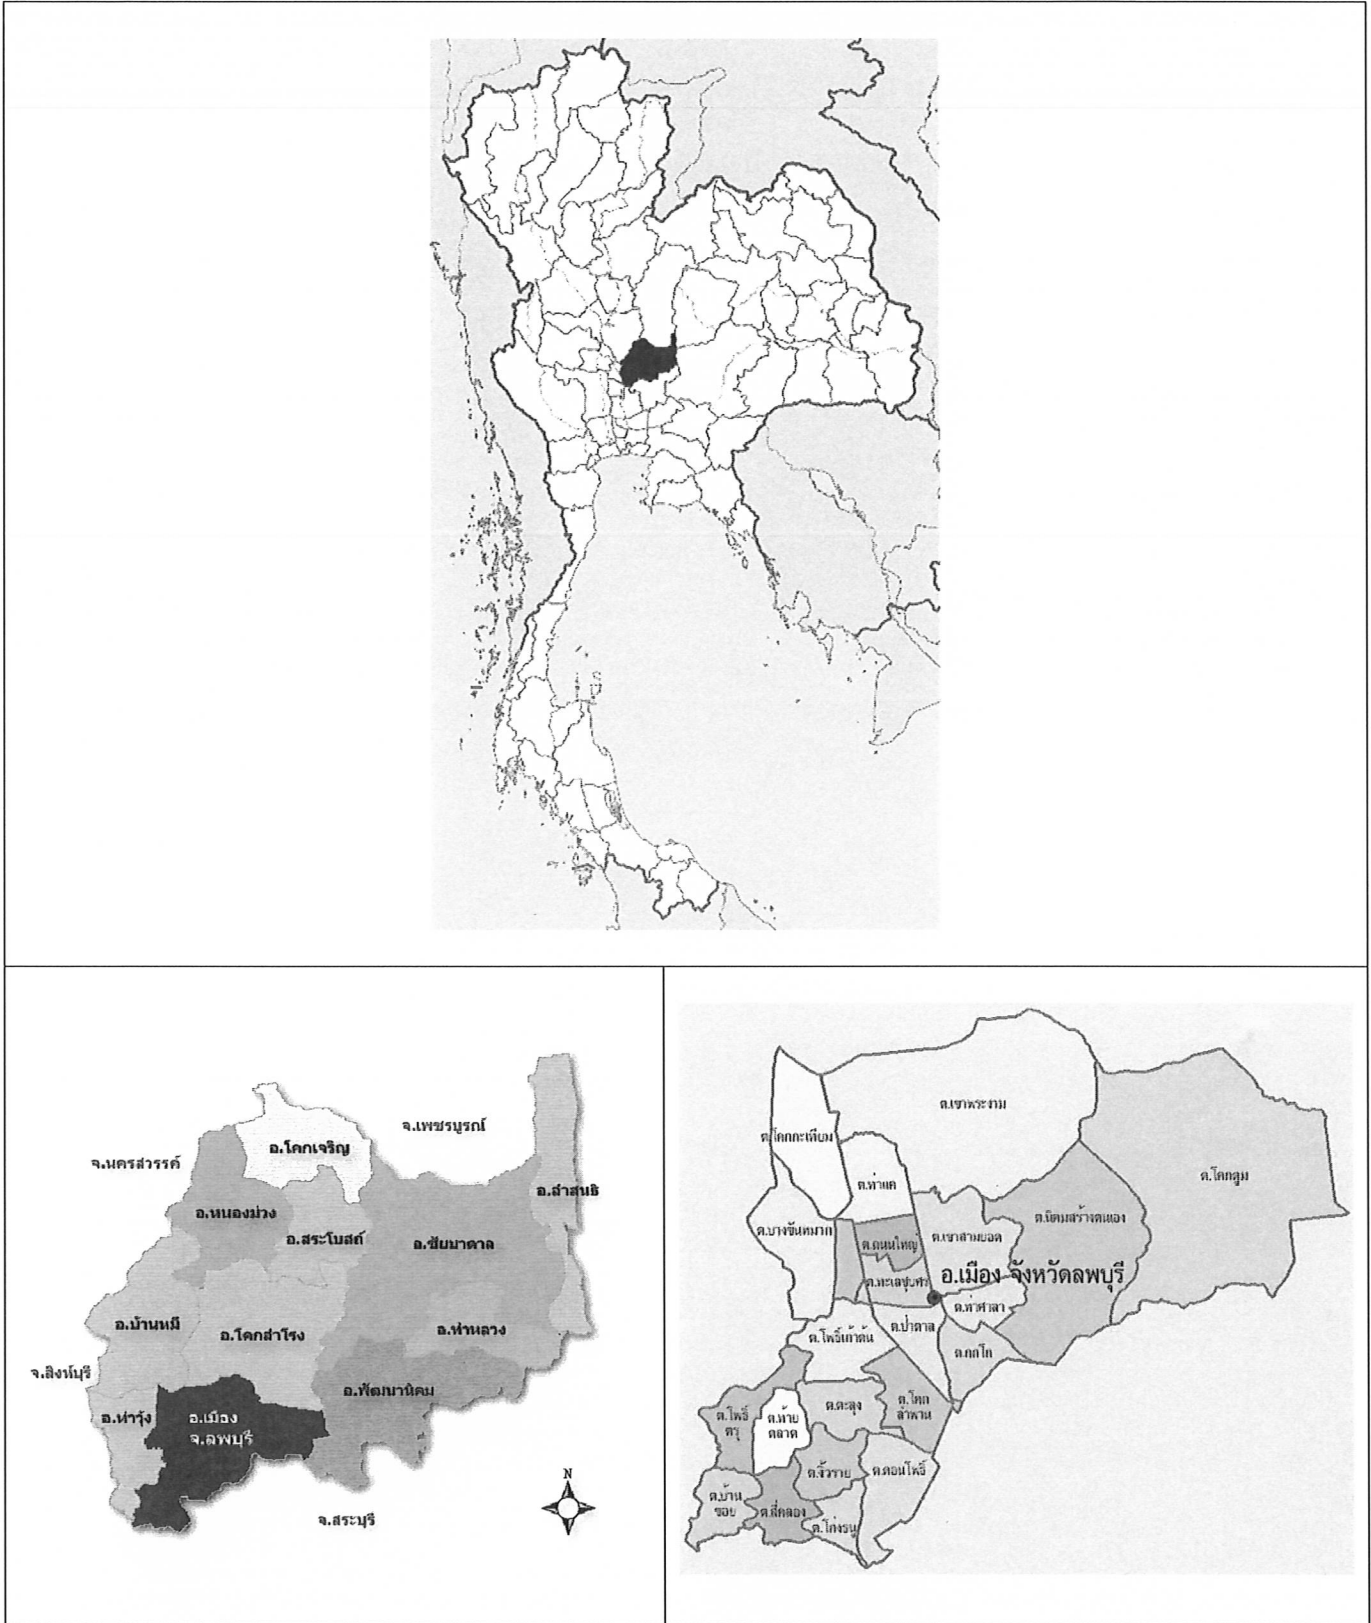 จ.เพชรบูรณ์
อ.โคกเจริญ
จ.นครสวรรค์
อ.ลำสนธิ
อ.หนองม่วง
อ.สระโบสถ์
อ.ชัยบาดาล
อ.บ้านหมี่
อ.โคกสำโรง
อ.ท่าหลวง
จ.สิงห์บุรี
อ.พัฒนานิคม
อ.ท่าวุ้ง
อ.เมือง
จ.ลพบุรี
N
จ.สระบุรี
ต.เขาพระงาม
ต.โคกกะเทียม
ต.ท่าแค
ต.โคกตูม
ต.นิคมสร้างตนเอง
ต.บางขันหมาก
ต.ถนนใหญ่
ต.เขาสามยอด
ต.ทะเลชุบศร
อ.เมือง จังหวัดลพบุรี
ต.ท่าศาลา
ต.ป่าตาล
ต.โพธิ์เก้าต้น
ต.กกโก
ต.โคก
ลำพาน
ต.ตะลุง
ต.โพธิ์
ตรุ
ต.ท้าย
ตลาด
ต.งิ้วราย
ต.ดอนโพธิ์
ต.บ้าน
ข่อย
ต.สี่คลอง
ต.โก่งธนู